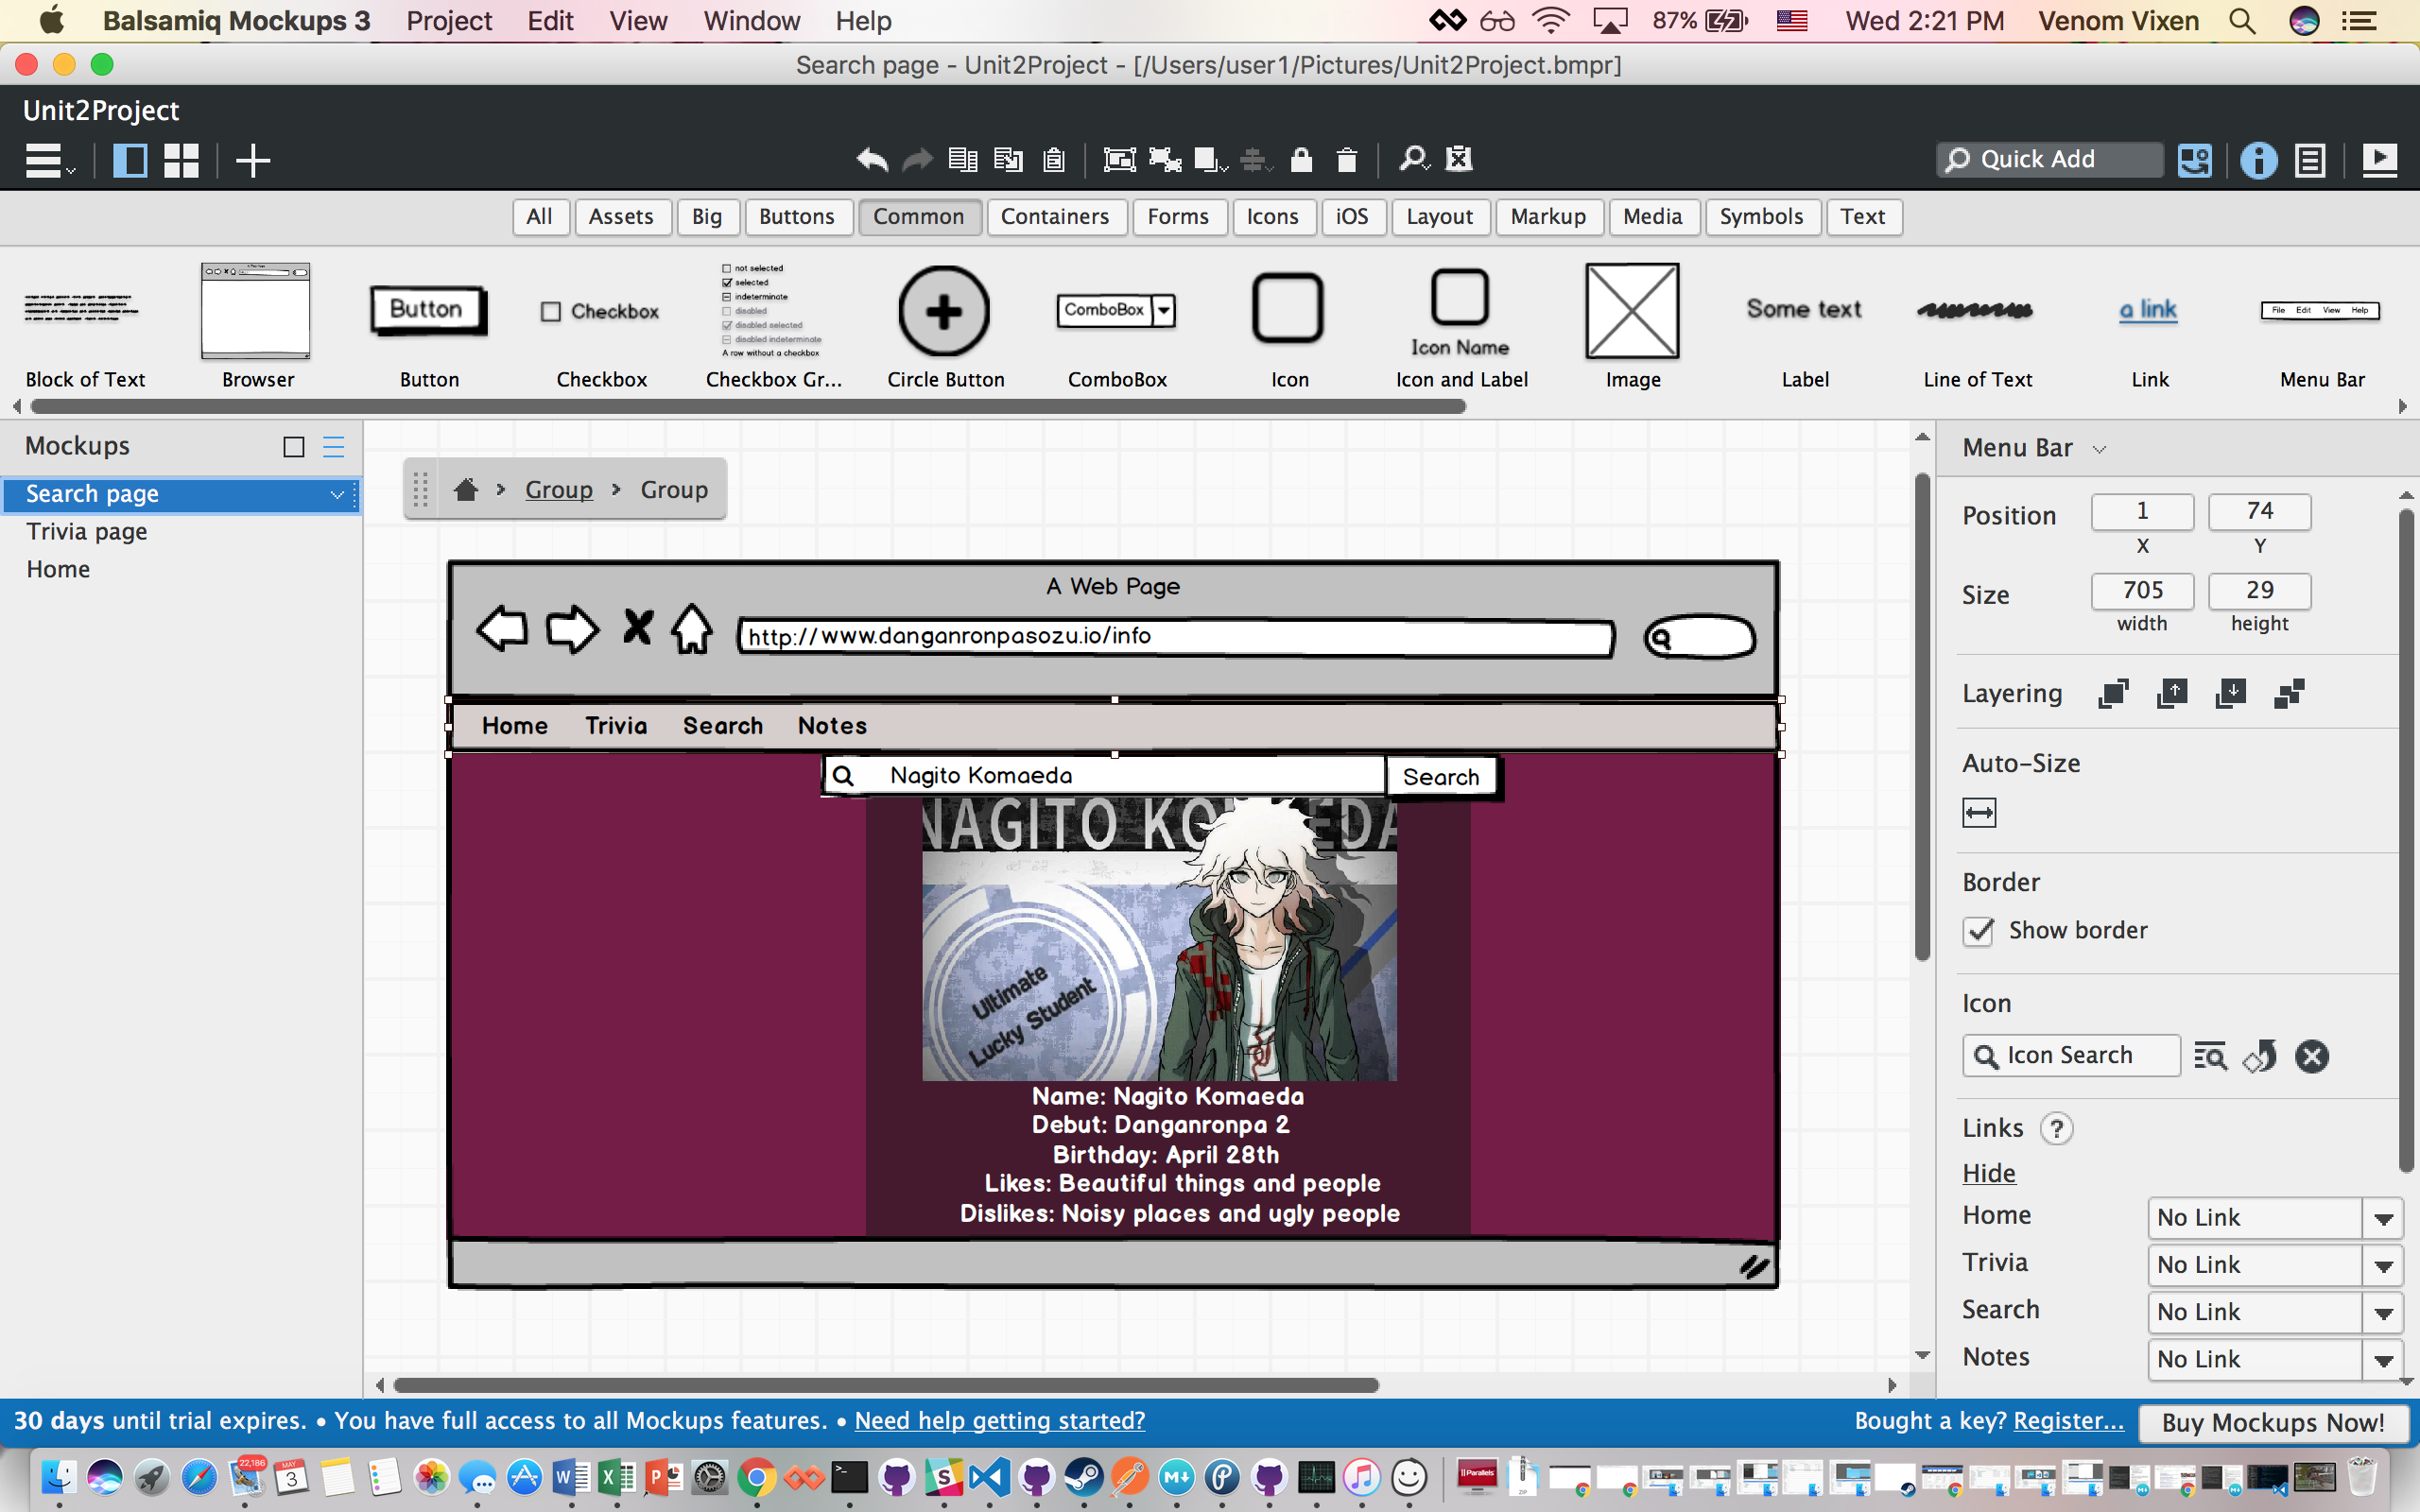 Balsamiq Mockups 3 Project Edit View Window Help 87% Wed 2:21 PM Venom Vixen
Search page - Unit2Project - [/Users/user1/Pictures/Unit2Project.bmpr]
Unit2Project
Quick Add
All Assets Big Buttons Common Containers Forms Icons iOS Layout Markup Media Symbols Text
not selected
selected
indeterminate
disabled
disabled selected
disabled indeterminate
A row without a checkbox
Button Checkbox ComboBox Icon Name Some text a link File Edit View Help
Block of Text Browser Button Checkbox Checkbox Gr... Circle Button ComboBox Icon Icon and Label Image Label Line of Text Link Menu Bar
Mockups
Search page
Trivia page
Home
Group Group
A Web Page
http://www.danganronpasozu.io/info
Home Trivia Search Notes
Nagito Komaeda Search
NAGITO KO EDA
Ultimate
Lucky Student
Name: Nagito Komaeda
Debut: Danganronpa 2
Birthday: April 28th
Likes: Beautiful things and people
Dislikes: Noisy places and ugly people
Menu Bar
Position 1 74
X Y
Size 705 29
width height
Layering
Auto-Size
Border
Show border
Icon
Icon Search
Links ?
Hide
Home No Link
Trivia No Link
Search No Link
Notes No Link
30 days until trial expires. • You have full access to all Mockups features. • Need help getting started? Bought a key? Register... Buy Mockups Now!
22,186
MAY
3
Parallels
ZIP